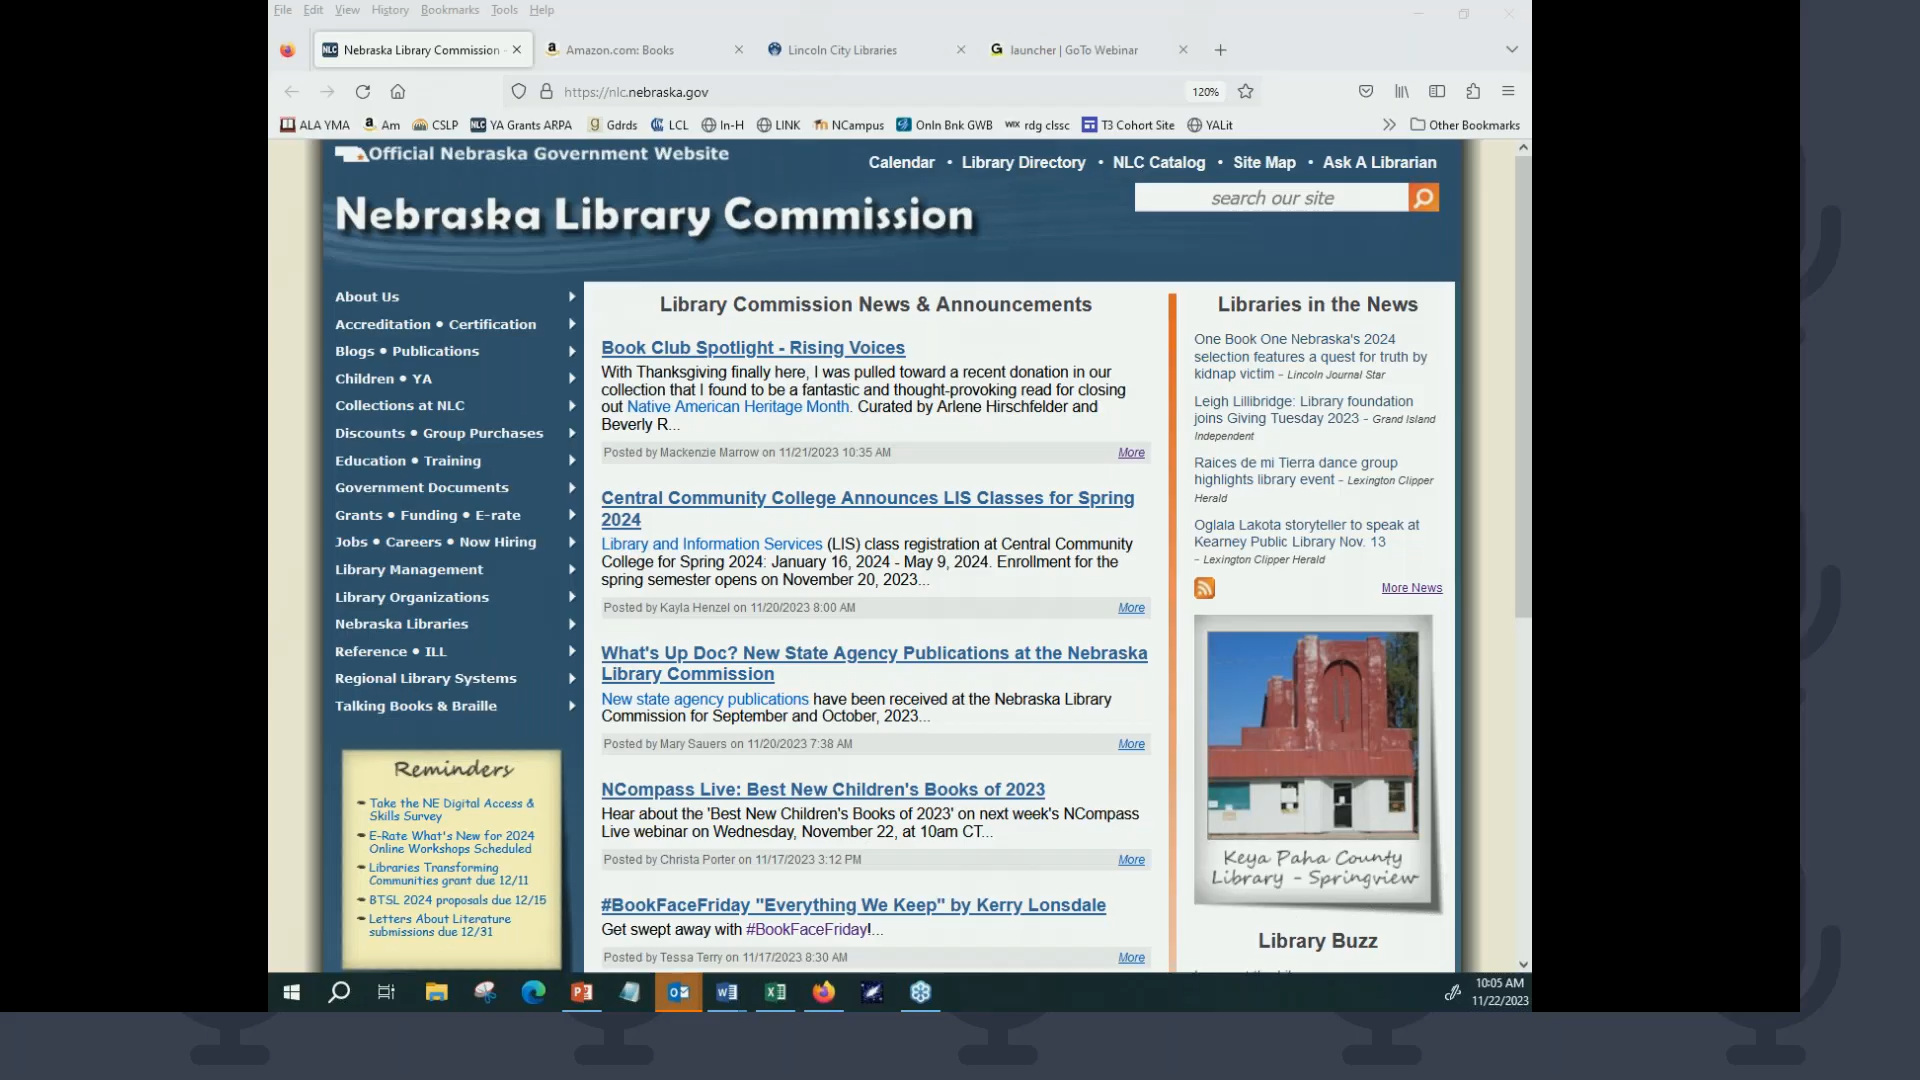 File Edit View History Bookmarks Tools Help
Nebraska Library Commission
Amazon.com: Books
Lincoln City Libraries
launcher | GoTo Webinar
https://nlc.nebraska.gov
120%
ALA YMA Am CSLP YA Grants ARPA Gdrds LCL In-H LINK NCampus Onln Bnk GWB rdg clssc T3 Cohort Site YALit Other Bookmarks
Official Nebraska Government Website
Calendar • Library Directory • NLC Catalog • Site Map • Ask A Librarian
search our site
Nebraska Library Commission
About Us
Accreditation • Certification
Blogs • Publications
Children • YA
Collections at NLC
Discounts • Group Purchases
Education • Training
Government Documents
Grants • Funding • E-rate
Jobs • Careers • Now Hiring
Library Management
Library Organizations
Nebraska Libraries
Reference • ILL
Regional Library Systems
Talking Books & Braille
Reminders
Take the NE Digital Access &
Skills Survey
E-Rate What's New for 2024
Online Workshops Scheduled
Libraries Transforming
Communities grant due 12/11
BTSL 2024 proposals due 12/15
Letters About Literature
submissions due 12/31
Library Commission News & Announcements
Book Club Spotlight - Rising Voices
With Thanksgiving finally here, I was pulled toward a recent donation in our
collection that I found to be a fantastic and thought-provoking read for closing
out Native American Heritage Month. Curated by Arlene Hirschfelder and
Beverly R...
Posted by Mackenzie Marrow on 11/21/2023 10:35 AM More
Central Community College Announces LIS Classes for Spring
2024
Library and Information Services (LIS) class registration at Central Community
College for Spring 2024: January 16, 2024 - May 9, 2024. Enrollment for the
spring semester opens on November 20, 2023...
Posted by Kayla Henzel on 11/20/2023 8:00 AM More
What's Up Doc? New State Agency Publications at the Nebraska
Library Commission
New state agency publications have been received at the Nebraska Library
Commission for September and October, 2023...
Posted by Mary Sauers on 11/20/2023 7:38 AM More
NCompass Live: Best New Children's Books of 2023
Hear about the 'Best New Children's Books of 2023' on next week's NCompass
Live webinar on Wednesday, November 22, at 10am CT...
Posted by Christa Porter on 11/17/2023 3:12 PM More
#BookFaceFriday "Everything We Keep" by Kerry Lonsdale
Get swept away with #BookFaceFriday!...
Posted by Tessa Terry on 11/17/2023 8:30 AM More
Libraries in the News
One Book One Nebraska's 2024
selection features a quest for truth by
kidnap victim - Lincoln Journal Star
Leigh Lillibridge: Library foundation
joins Giving Tuesday 2023 - Grand Island
Independent
Raices de mi Tierra dance group
highlights library event - Lexington Clipper
Herald
Oglala Lakota storyteller to speak at
Kearney Public Library Nov. 13
- Lexington Clipper Herald
More News
Keya Paha County
Library - Springview
Library Buzz
10:05 AM
11/22/2023